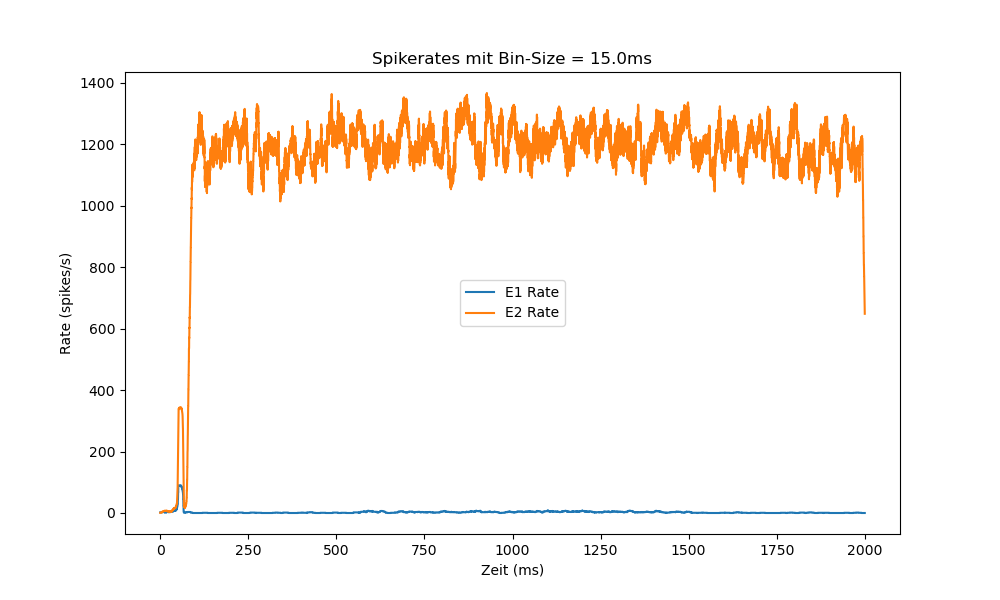 Spikerates mit Bin-Size = 15.0ms
1400
1200
1000
800
600
400
200
0
Rate (spikes/s)
E1 Rate
E2 Rate
0 250 500 750 1000 1250 1500 1750 2000
Zeit (ms)